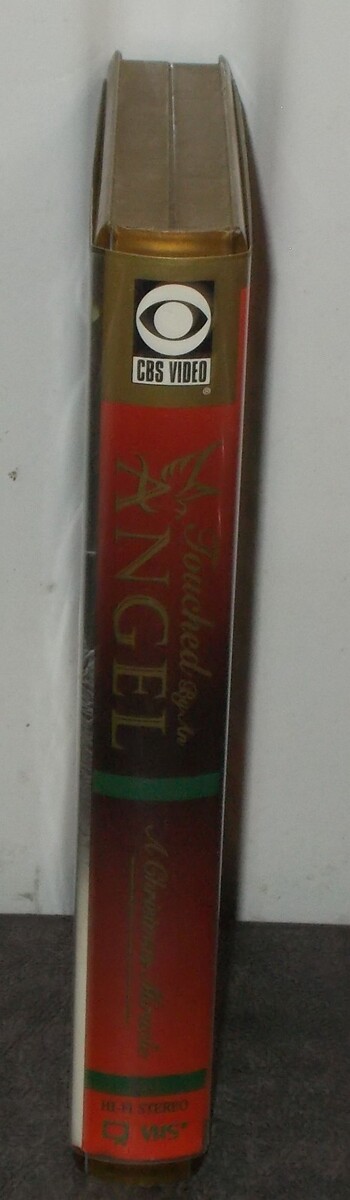 CBS VIDEO
®
Touched By An
ANGEL
A Christmas Miracle
HI-FI STEREO
VHS